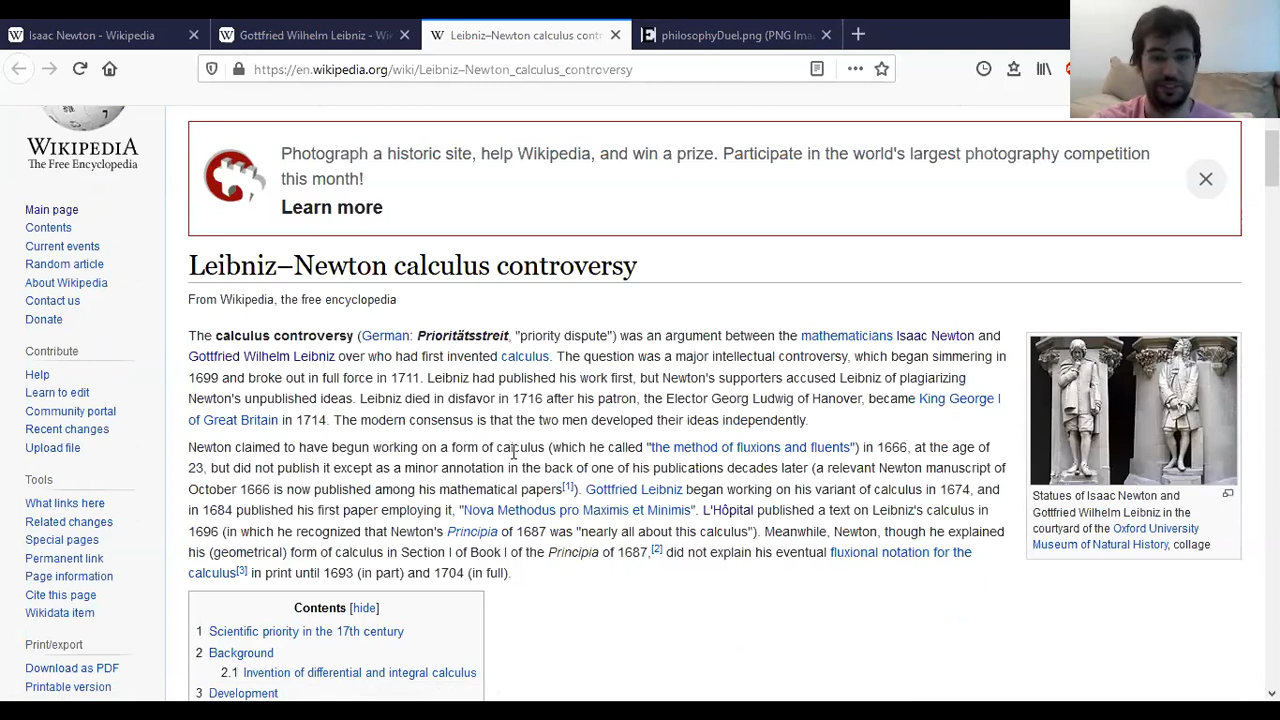 Isaac Newton - Wikipedia
Gottfried Wilhelm Leibniz - Wi
Leibniz–Newton calculus contr
philosophyDuel.png (PNG Imag
https://en.wikipedia.org/wiki/Leibniz–Newton_calculus_controversy
WIKIPEDIA
The Free Encyclopedia
Main page
Contents
Current events
Random article
About Wikipedia
Contact us
Donate
Contribute
Help
Learn to edit
Community portal
Recent changes
Upload file
Tools
What links here
Related changes
Special pages
Permanent link
Page information
Cite this page
Wikidata item
Print/export
Download as PDF
Printable version
Photograph a historic site, help Wikipedia, and win a prize. Participate in the world's largest photography competition
this month!
Learn more
Leibniz–Newton calculus controversy
From Wikipedia, the free encyclopedia
The calculus controversy (German: Prioritätsstreit, "priority dispute") was an argument between the mathematicians Isaac Newton and
Gottfried Wilhelm Leibniz over who had first invented calculus. The question was a major intellectual controversy, which began simmering in
1699 and broke out in full force in 1711. Leibniz had published his work first, but Newton's supporters accused Leibniz of plagiarizing
Newton's unpublished ideas. Leibniz died in disfavor in 1716 after his patron, the Elector Georg Ludwig of Hanover, became King George I
of Great Britain in 1714. The modern consensus is that the two men developed their ideas independently.
Newton claimed to have begun working on a form of calculus (which he called "the method of fluxions and fluents") in 1666, at the age of
23, but did not publish it except as a minor annotation in the back of one of his publications decades later (a relevant Newton manuscript of
October 1666 is now published among his mathematical papers[1]). Gottfried Leibniz began working on his variant of calculus in 1674, and
in 1684 published his first paper employing it, "Nova Methodus pro Maximis et Minimis". L'Hôpital published a text on Leibniz's calculus in
1696 (in which he recognized that Newton's Principia of 1687 was "nearly all about this calculus"). Meanwhile, Newton, though he explained
his (geometrical) form of calculus in Section I of Book I of the Principia of 1687,[2] did not explain his eventual fluxional notation for the
calculus[3] in print until 1693 (in part) and 1704 (in full).
Statues of Isaac Newton and
Gottfried Wilhelm Leibniz in the
courtyard of the Oxford University
Museum of Natural History, collage
Contents [hide]
1 Scientific priority in the 17th century
2 Background
2.1 Invention of differential and integral calculus
3 Development